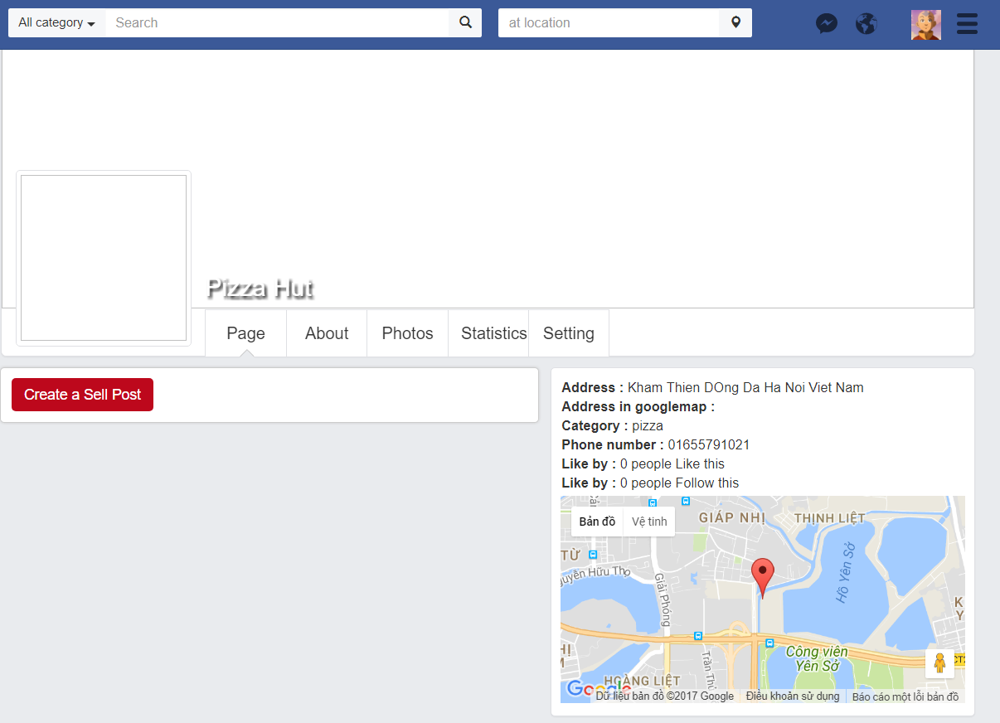 All category Search at location
Pizza Hut
Page About Photos Statistics Setting
Create a Sell Post
Address : Kham Thien DOng Da Ha Noi Viet Nam
Address in googlemap :
Category : pizza
Phone number : 01655791021
Like by : 0 people Like this
Like by : 0 people Follow this
Bản đồ Vệ tinh
GIÁP NHỊ
THỊNH LIỆT
TỪ
Nguyễn Hữu Thọ
Giải Phóng
Hồ Yên Sở
Công viên
Yên Sở
Trần Thủ
HOÀNG LIỆT
Google
Dữ liệu bản đồ ©2017 Google Điều khoản sử dụng Báo cáo một lỗi bản đồ